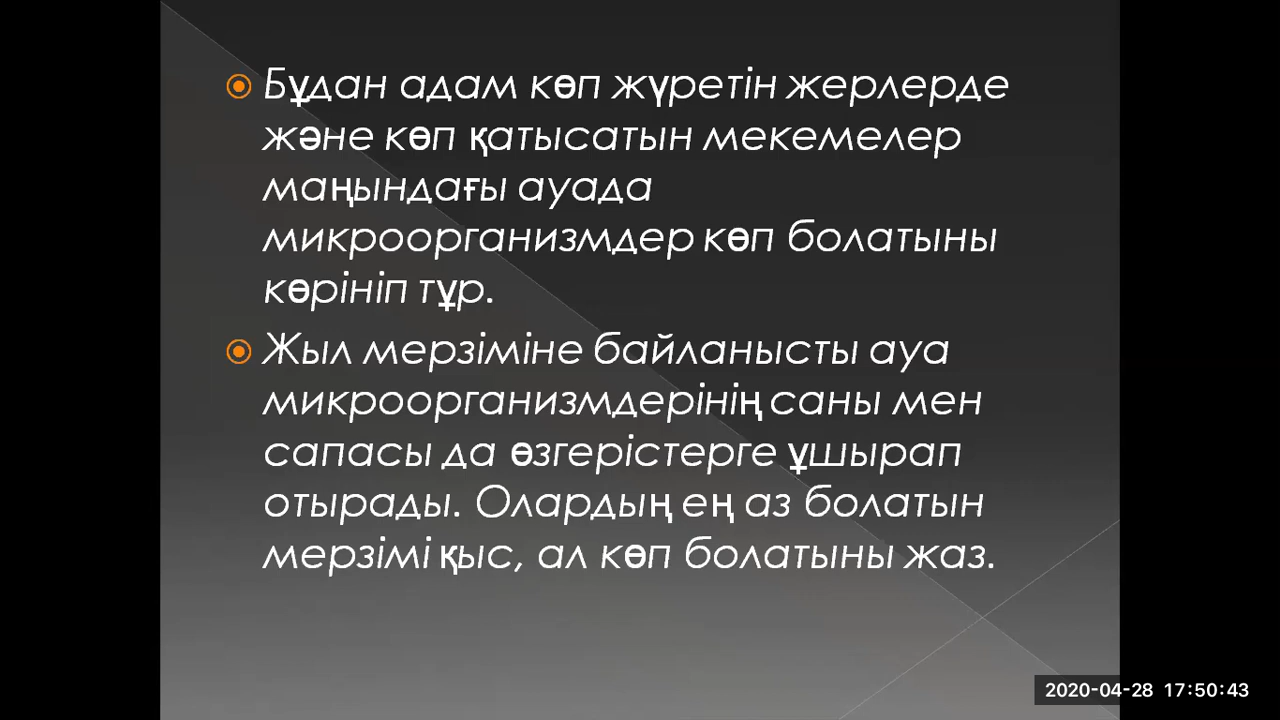 Бұдан адам көп жүретін жерлерде
және көп қатысатын мекемелер
маңындағы ауада
микроорганизмдер көп болатыны
көрініп тұр.
Жыл мерзіміне байланысты ауа
микроорганизмдерінің саны мен
сапасы да өзгерістерге ұшырап
отырады. Олардың ең аз болатын
мерзімі қыс, ал көп болатыны жаз.
2020-04-28 17:50:43